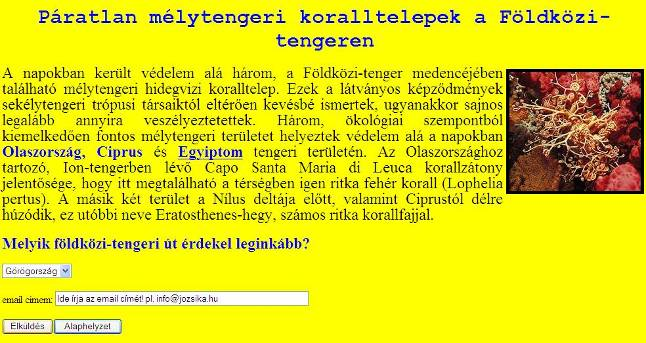 Páratlan mélytengeri koralltelepek a Földközi-
tengeren
A napokban került védelem alá három, a Földközi-tenger medencéjében
található mélytengeri hidegvizi koralltelep. Ezek a látványos képződmények
sekélytengeri trópusi társaiktól eltérően kevésbé ismertek, ugyanakkor sajnos
legalább annyira veszélyeztetettek. Három, ökológiai szempontból
kiemelkedően fontos mélytengeri területet helyeztek védelem alá a napokban
Olaszország, Ciprus és Egyiptom tengeri területén. Az Olaszországhoz
tartozó, Ion-tengerben lévő Capo Santa Maria di Leuca korallzátony
jelentősége, hogy itt megtalálható a térségben igen ritka fehér korall (Lophelia
pertus). A másik két terület a Nílus deltája előtt, valamint Ciprustól délre
húzódik, ez utóbbi neve Eratosthenes-hegy, számos ritka korallfajjal.
Melyik földközi-tengeri út érdekel leginkább?
Görögország
email címem: Ide írja az email címét! pl. info@jozsika.hu
Elküldés Alaphelyzet